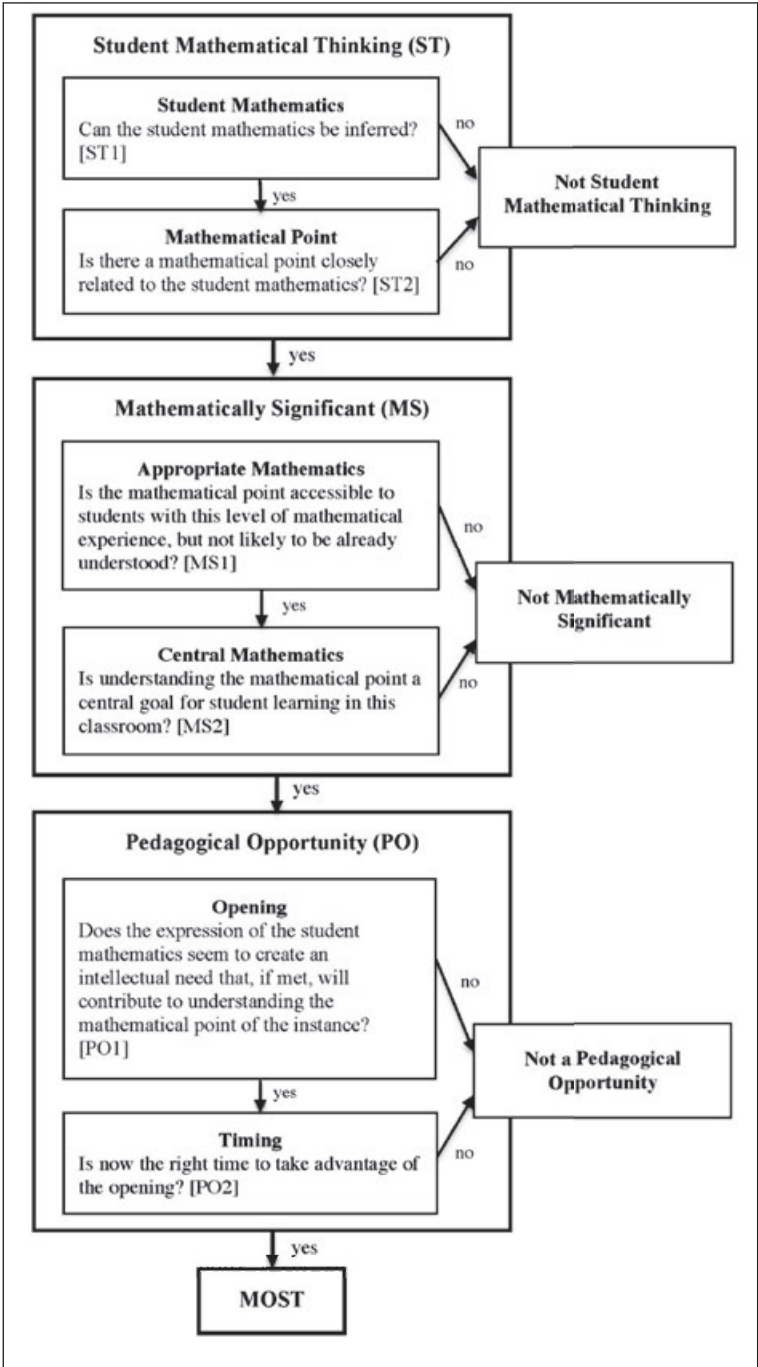 Student Mathematical Thinking (ST)
Student Mathematics
Can the student mathematics be inferred?
[ST1]
no
yes
Not Student
Mathematical Thinking
Mathematical Point
Is there a mathematical point closely
related to the student mathematics? [ST2]
no
yes
Mathematically Significant (MS)
Appropriate Mathematics
Is the mathematical point accessible to
students with this level of mathematical
experience, but not likely to be already
understood? [MS1]
no
yes
Not Mathematically
Significant
Central Mathematics
Is understanding the mathematical point a
central goal for student learning in this
classroom? [MS2]
no
yes
Pedagogical Opportunity (PO)
Opening
Does the expression of the student
mathematics seem to create an
intellectual need that, if met, will
contribute to understanding the
mathematical point of the instance?
[PO1]
no
yes
Not a Pedagogical
Opportunity
Timing
Is now the right time to take advantage of
the opening? [PO2]
no
yes
MOST